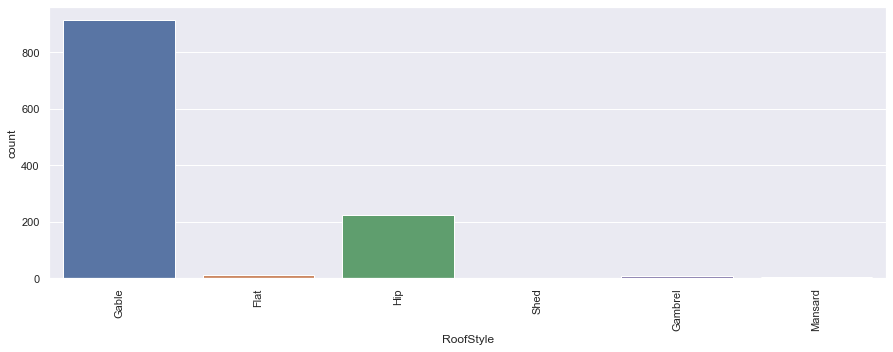 800
600
400
200
0
count
Gable
Flat
Hip
Shed
Gambrel
Mansard
RoofStyle